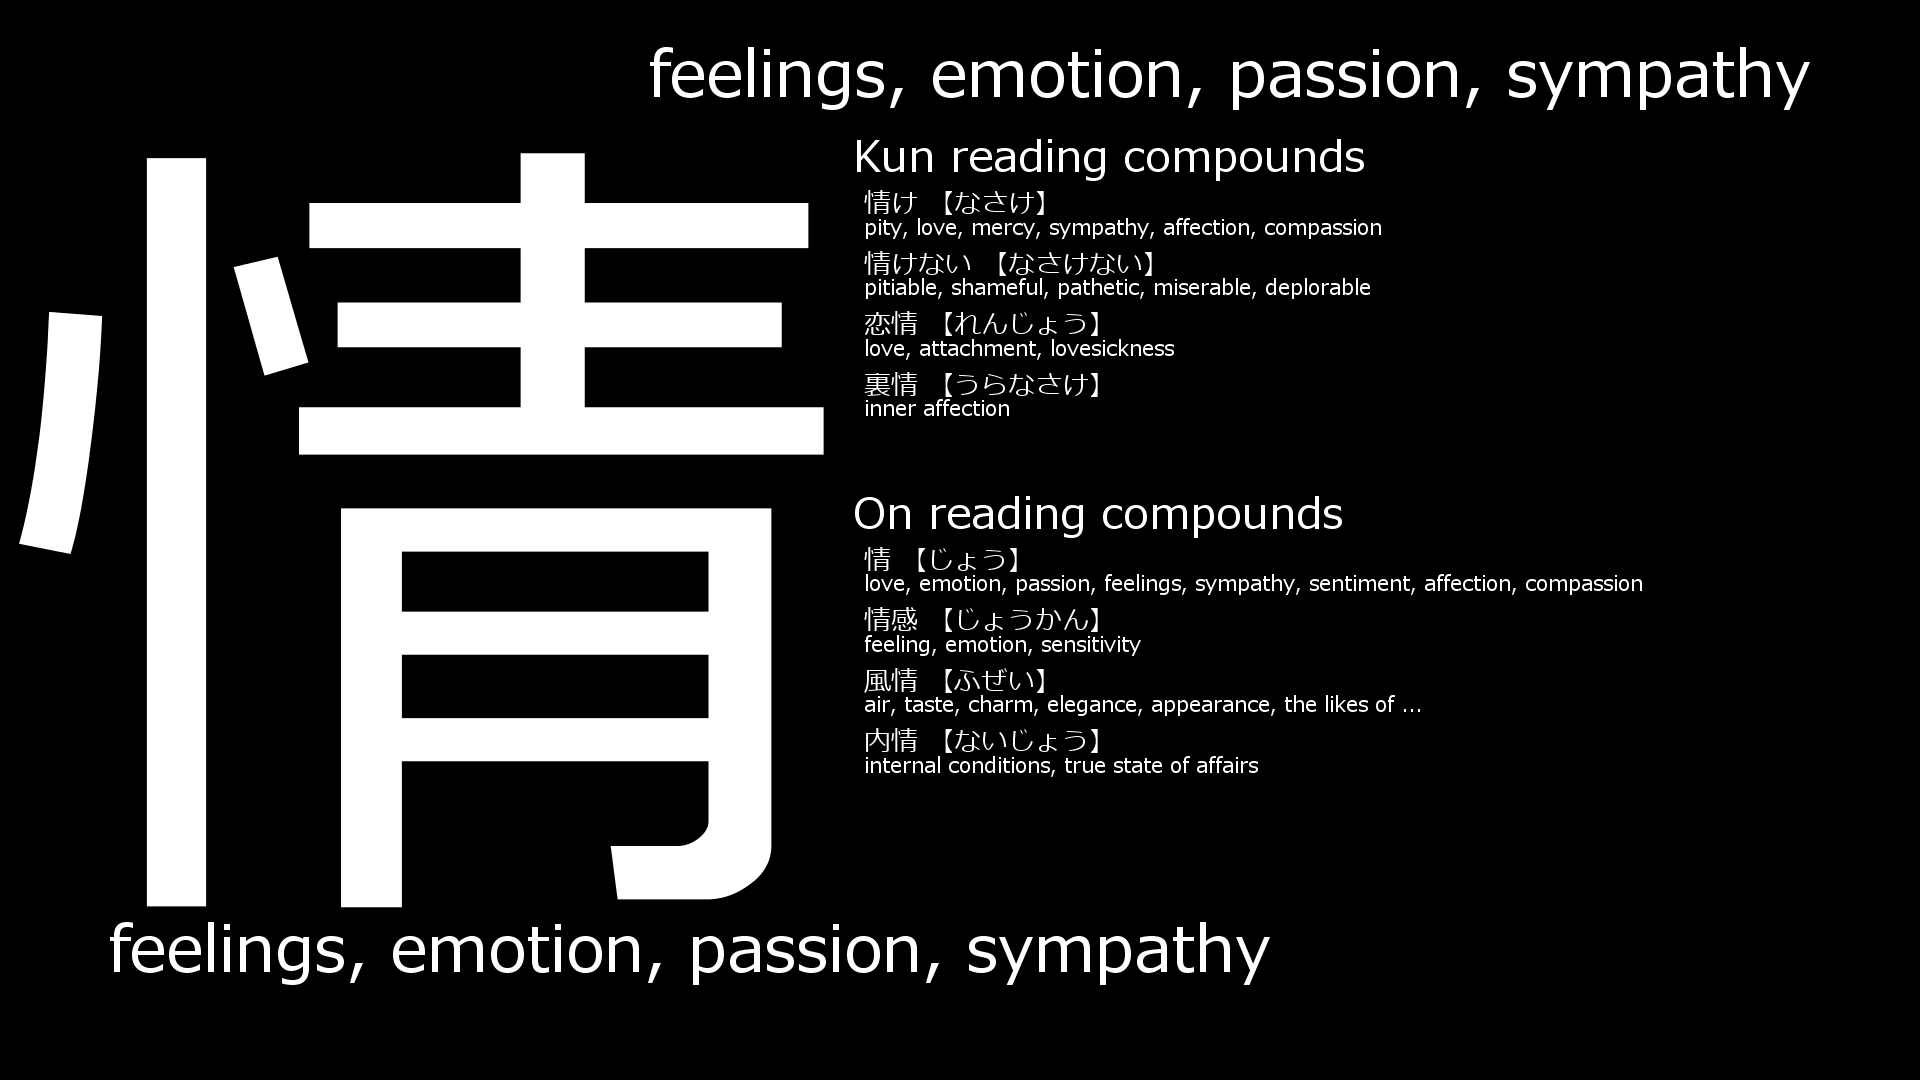 feelings, emotion, passion, sympathy
情
Kun reading compounds
情け 【なさけ】
pity, love, mercy, sympathy, affection, compassion
情けない 【なさけない】
pitiable, shameful, pathetic, miserable, deplorable
恋情 【れんじょう】
love, attachment, lovesickness
裏情 【うらなさけ】
inner affection
On reading compounds
情 【じょう】
love, emotion, passion, feelings, sympathy, sentiment, affection, compassion
情感 【じょうかん】
feeling, emotion, sensitivity
風情 【ふぜい】
air, taste, charm, elegance, appearance, the likes of ...
内情 【ないじょう】
internal conditions, true state of affairs
feelings, emotion, passion, sympathy